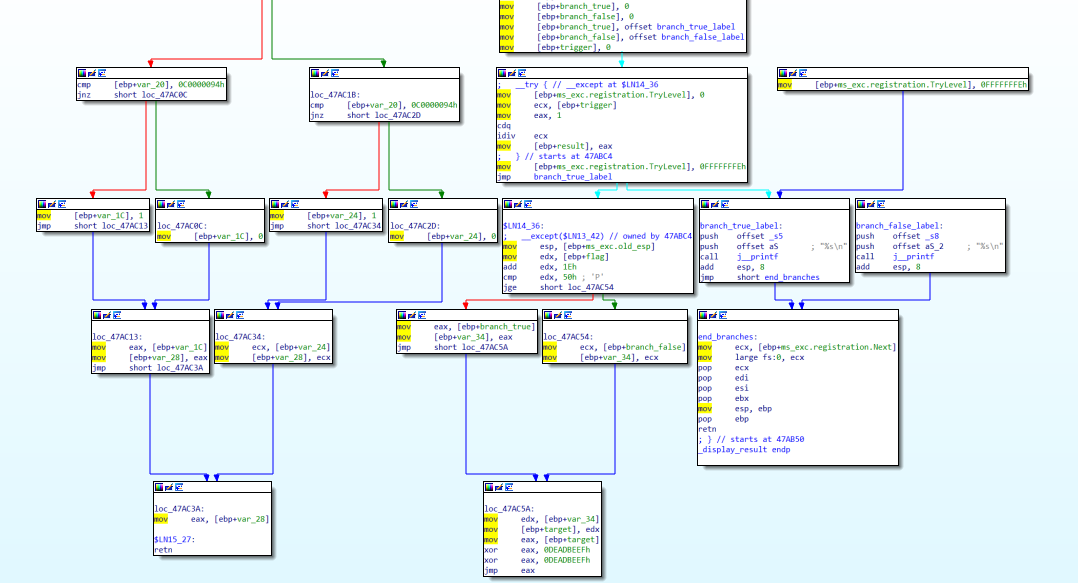 mov     [ebp+branch_true], 0
mov     [ebp+branch_false], 0
mov     [ebp+branch_true], offset branch_true_label
mov     [ebp+branch_false], offset branch_false_label
mov     [ebp+trigger], 0
cmp     [ebp+var_20], 0C0000094h
jnz     short loc_47AC0C
loc_47AC1B:
cmp     [ebp+var_20], 0C0000094h
jnz     short loc_47AC2D
;   __try { // __except at $LN14_36
mov     [ebp+ms_exc.registration.TryLevel], 0
mov     ecx, [ebp+trigger]
mov     eax, 1
cdq
idiv    ecx
mov     [ebp+result], eax
;   } // starts at 47ABC4
mov     [ebp+ms_exc.registration.TryLevel], 0FFFFFFFEh
jmp     branch_true_label
mov     [ebp+ms_exc.registration.TryLevel], 0FFFFFFFEh
mov     [ebp+var_1C], 1
jmp     short loc_47AC13
loc_47AC0C:
mov     [ebp+var_1C], 0
mov     [ebp+var_24], 1
jmp     short loc_47AC34
loc_47AC2D:
mov     [ebp+var_24], 0
$LN14_36:
;   __except($LN13_42) // owned by 47ABC4
mov     esp, [ebp+ms_exc.old_esp]
mov     edx, [ebp+flag]
add     edx, 1Eh
cmp     edx, 50h ; 'P'
jge     short loc_47AC54
branch_true_label:
push    offset _s5
push    offset aS       ; "%s\n"
call    j__printf
add     esp, 8
jmp     short end_branches
branch_false_label:
push    offset _s8
push    offset aS_2     ; "%s\n"
call    j__printf
add     esp, 8
loc_47AC13:
mov     eax, [ebp+var_1C]
mov     [ebp+var_28], eax
jmp     short loc_47AC3A
loc_47AC34:
mov     ecx, [ebp+var_24]
mov     [ebp+var_28], ecx
mov     eax, [ebp+branch_true]
mov     [ebp+var_34], eax
jmp     short loc_47AC5A
loc_47AC54:
mov     ecx, [ebp+branch_false]
mov     [ebp+var_34], ecx
end_branches:
mov     ecx, [ebp+ms_exc.registration.Next]
mov     large fs:0, ecx
pop     ecx
pop     edi
pop     esi
pop     ebx
mov     esp, ebp
pop     ebp
retn
; } // starts at 47AB50
_display_result endp
loc_47AC3A:
mov     eax, [ebp+var_28]
$LN15_27:
retn
loc_47AC5A:
mov     edx, [ebp+var_34]
mov     [ebp+target], edx
mov     eax, [ebp+target]
xor     eax, 0DEADBEEFh
xor     eax, 0DEADBEEFh
jmp     eax